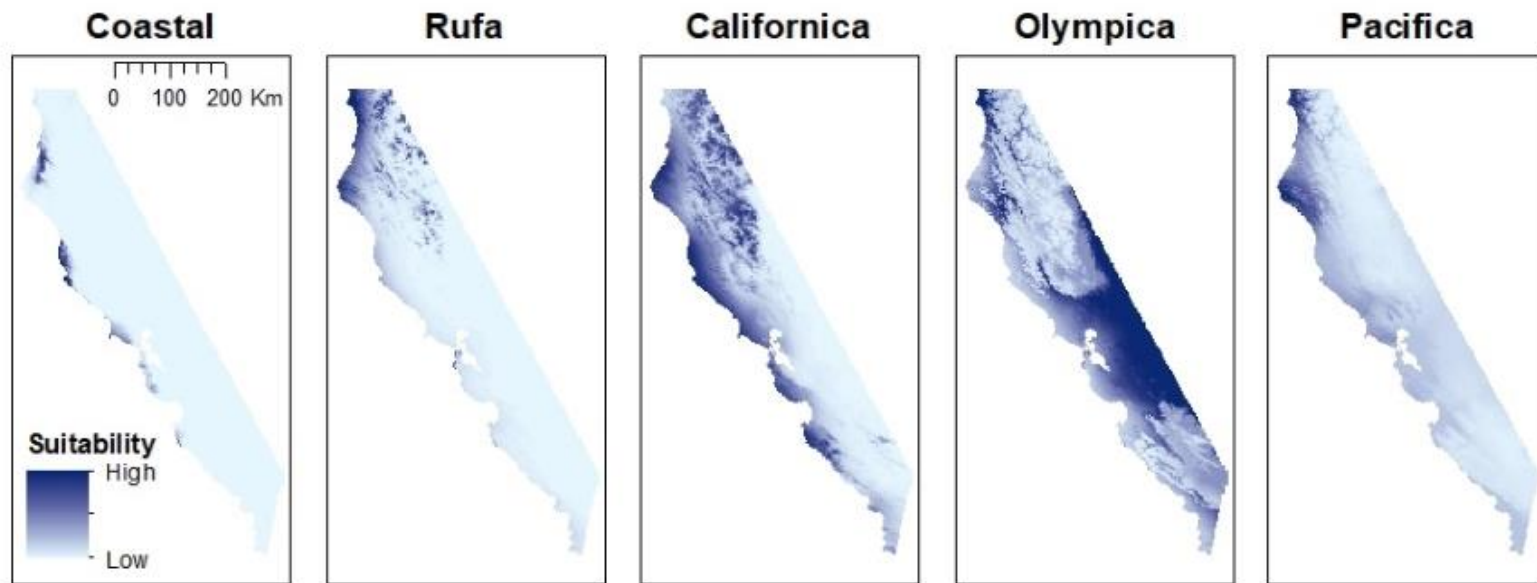 Coastal Rufa Californica Olympica Pacifica
0 100 200 Km
Suitability
High
Low